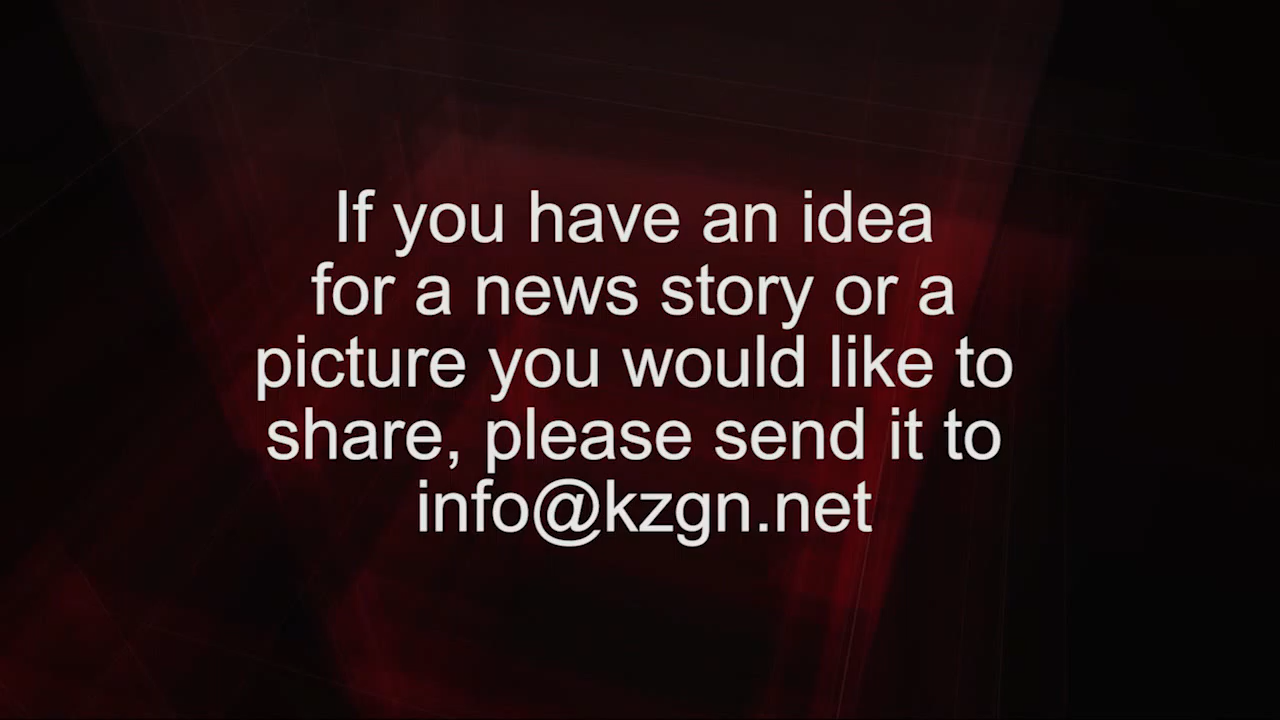 If you have an idea
for a news story or a
picture you would like to
share, please send it to
info@kzgn.net